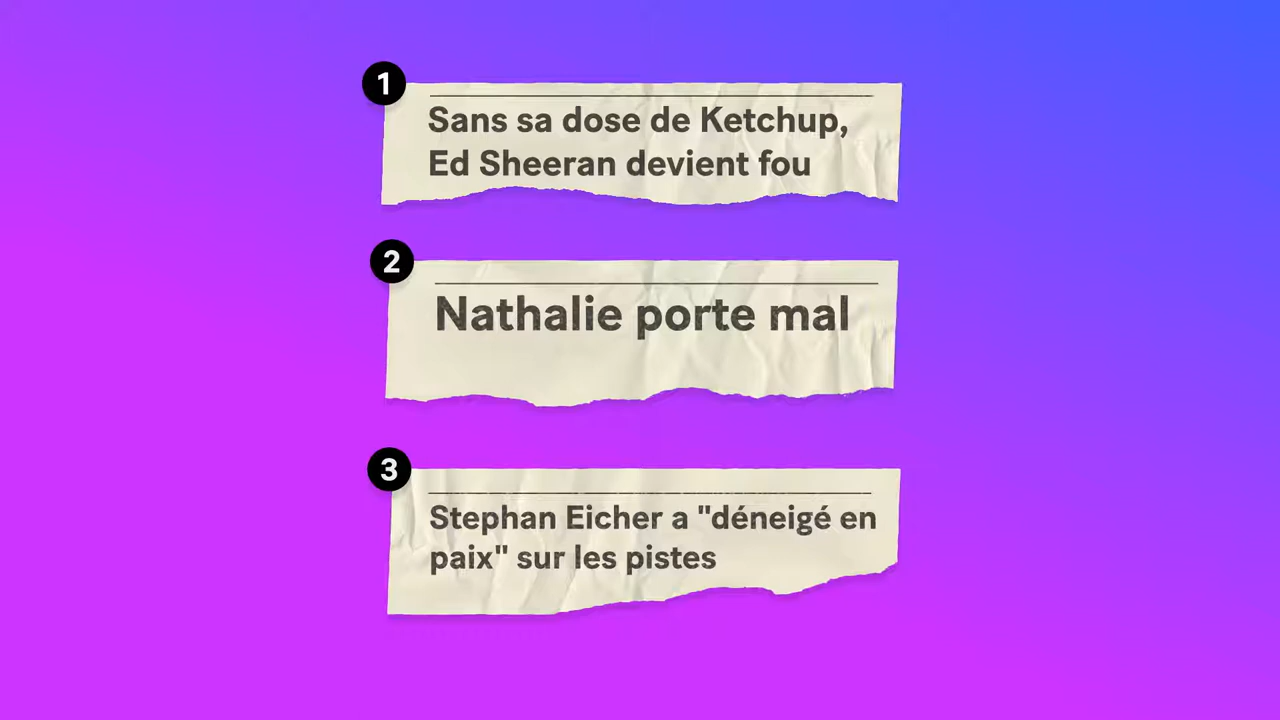 1
Sans sa dose de Ketchup,
Ed Sheeran devient fou
2
Nathalie porte mal
3
Stephan Eicher a "déneigé en
paix" sur les pistes